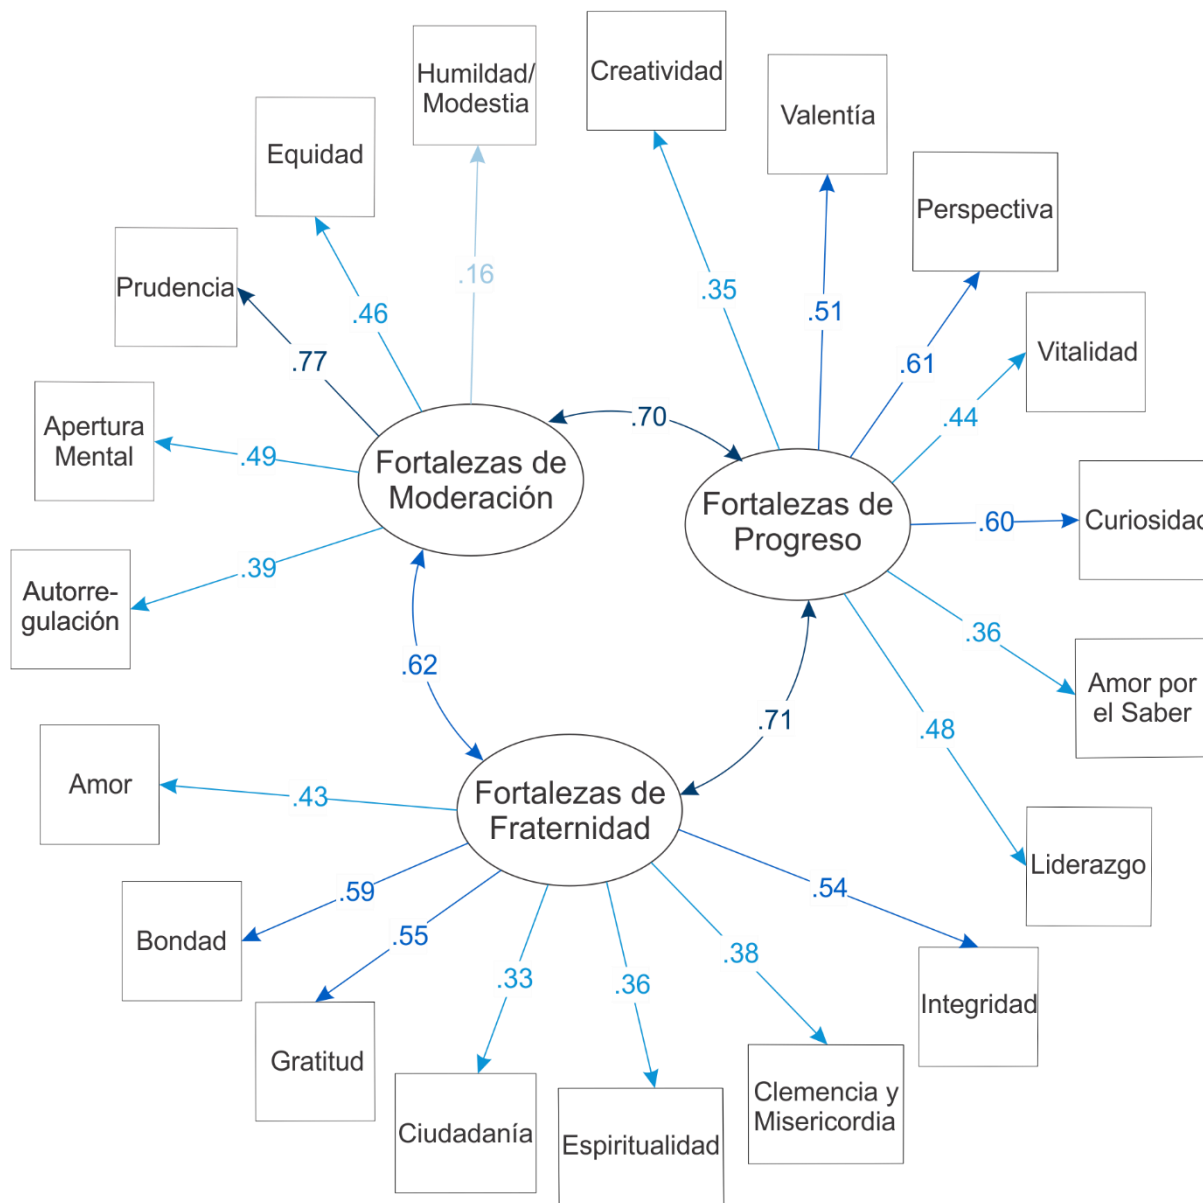 Humildad/
Modestia
Creatividad
Valentía
Equidad
Perspectiva
Prudencia
.16
.35
.51
.46
.61
Vitalidad
.77
.44
Apertura
Mental
.49
.70
Fortalezas de
Moderación
Fortalezas de
Progreso
.60
Curiosidad
.39
Autorre-
gulación
.36
.62
Amor por
el Saber
.71
.48
Amor
.43
Fortalezas de
Fraternidad
Liderazgo
.59
.55
.54
Bondad
.33
.36
.38
Integridad
Gratitud
Ciudadanía
Espiritualidad
Clemencia y
Misericordia